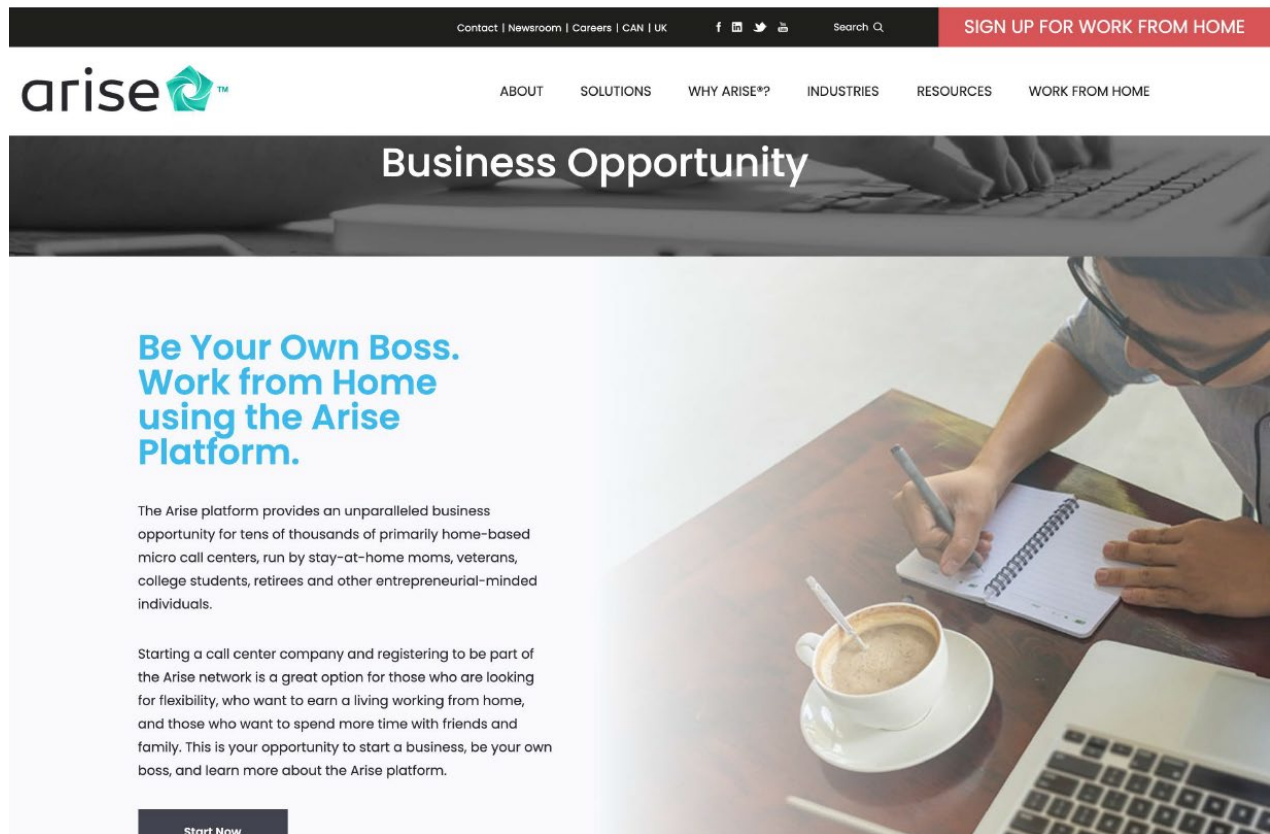 Contact | Newsroom | Careers | CAN | UK
Search
SIGN UP FOR WORK FROM HOME
arise™
ABOUT
SOLUTIONS
WHY ARISE®?
INDUSTRIES
RESOURCES
WORK FROM HOME
Business Opportunity
Be Your Own Boss.
Work from Home
using the Arise
Platform.
The Arise platform provides an unparalleled business
opportunity for tens of thousands of primarily home-based
micro call centers, run by stay-at-home moms, veterans,
college students, retirees and other entrepreneurial-minded
individuals.
Starting a call center company and registering to be part of
the Arise network is a great option for those who are looking
for flexibility, who want to earn a living working from home,
and those who want to spend more time with friends and
family. This is your opportunity to start a business, be your own
boss, and learn more about the Arise platform.
Start Now